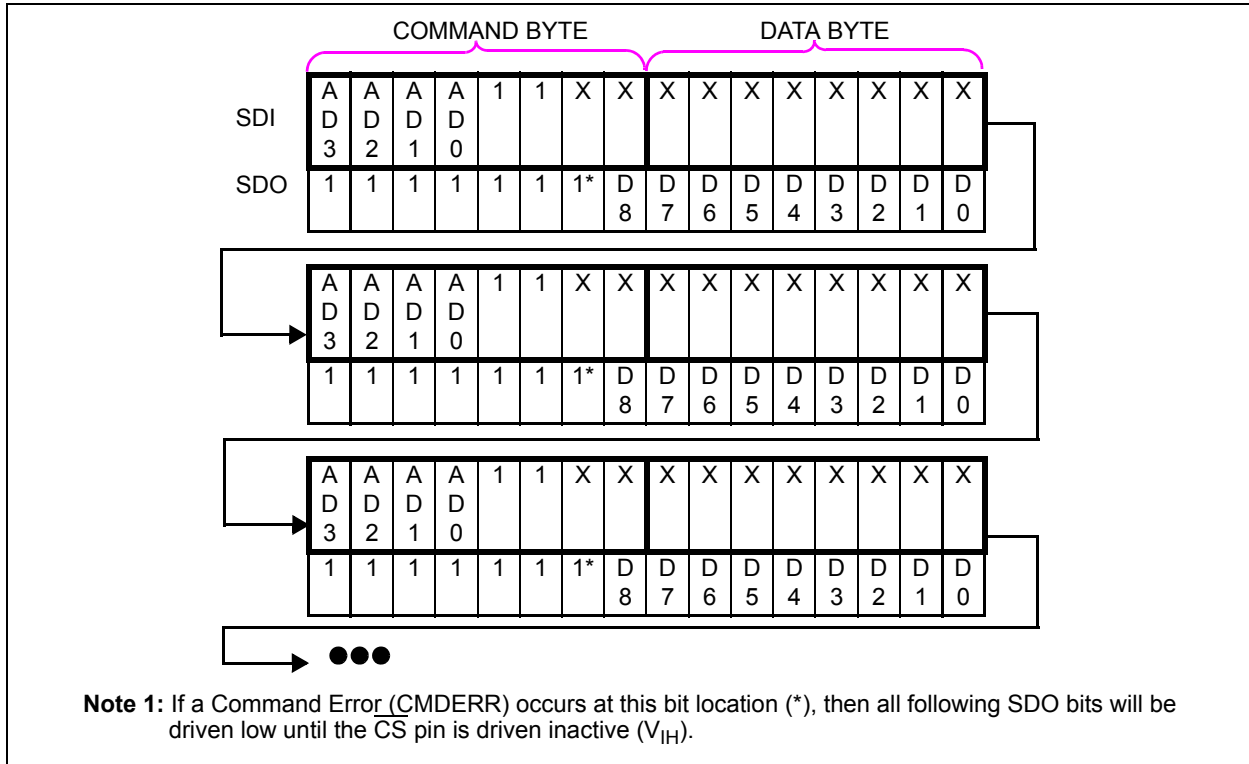 COMMAND BYTE DATA BYTE
SDI A A A A 1 1 X X X X X X X X X X
D D D D
3 2 1 0
SDO 1 1 1 1 1 1 1* D D D D D D D D D
8 7 6 5 4 3 2 1 0
A A A A 1 1 X X X X X X X X X X
D D D D
3 2 1 0
1 1 1 1 1 1 1* D D D D D D D D D
8 7 6 5 4 3 2 1 0
A A A A 1 1 X X X X X X X X X X
D D D D
3 2 1 0
1 1 1 1 1 1 1* D D D D D D D D D
8 7 6 5 4 3 2 1 0
Note 1: If a Command Error (CMDERR) occurs at this bit location (*), then all following SDO bits will be
driven low until the CS pin is driven inactive (VIH).